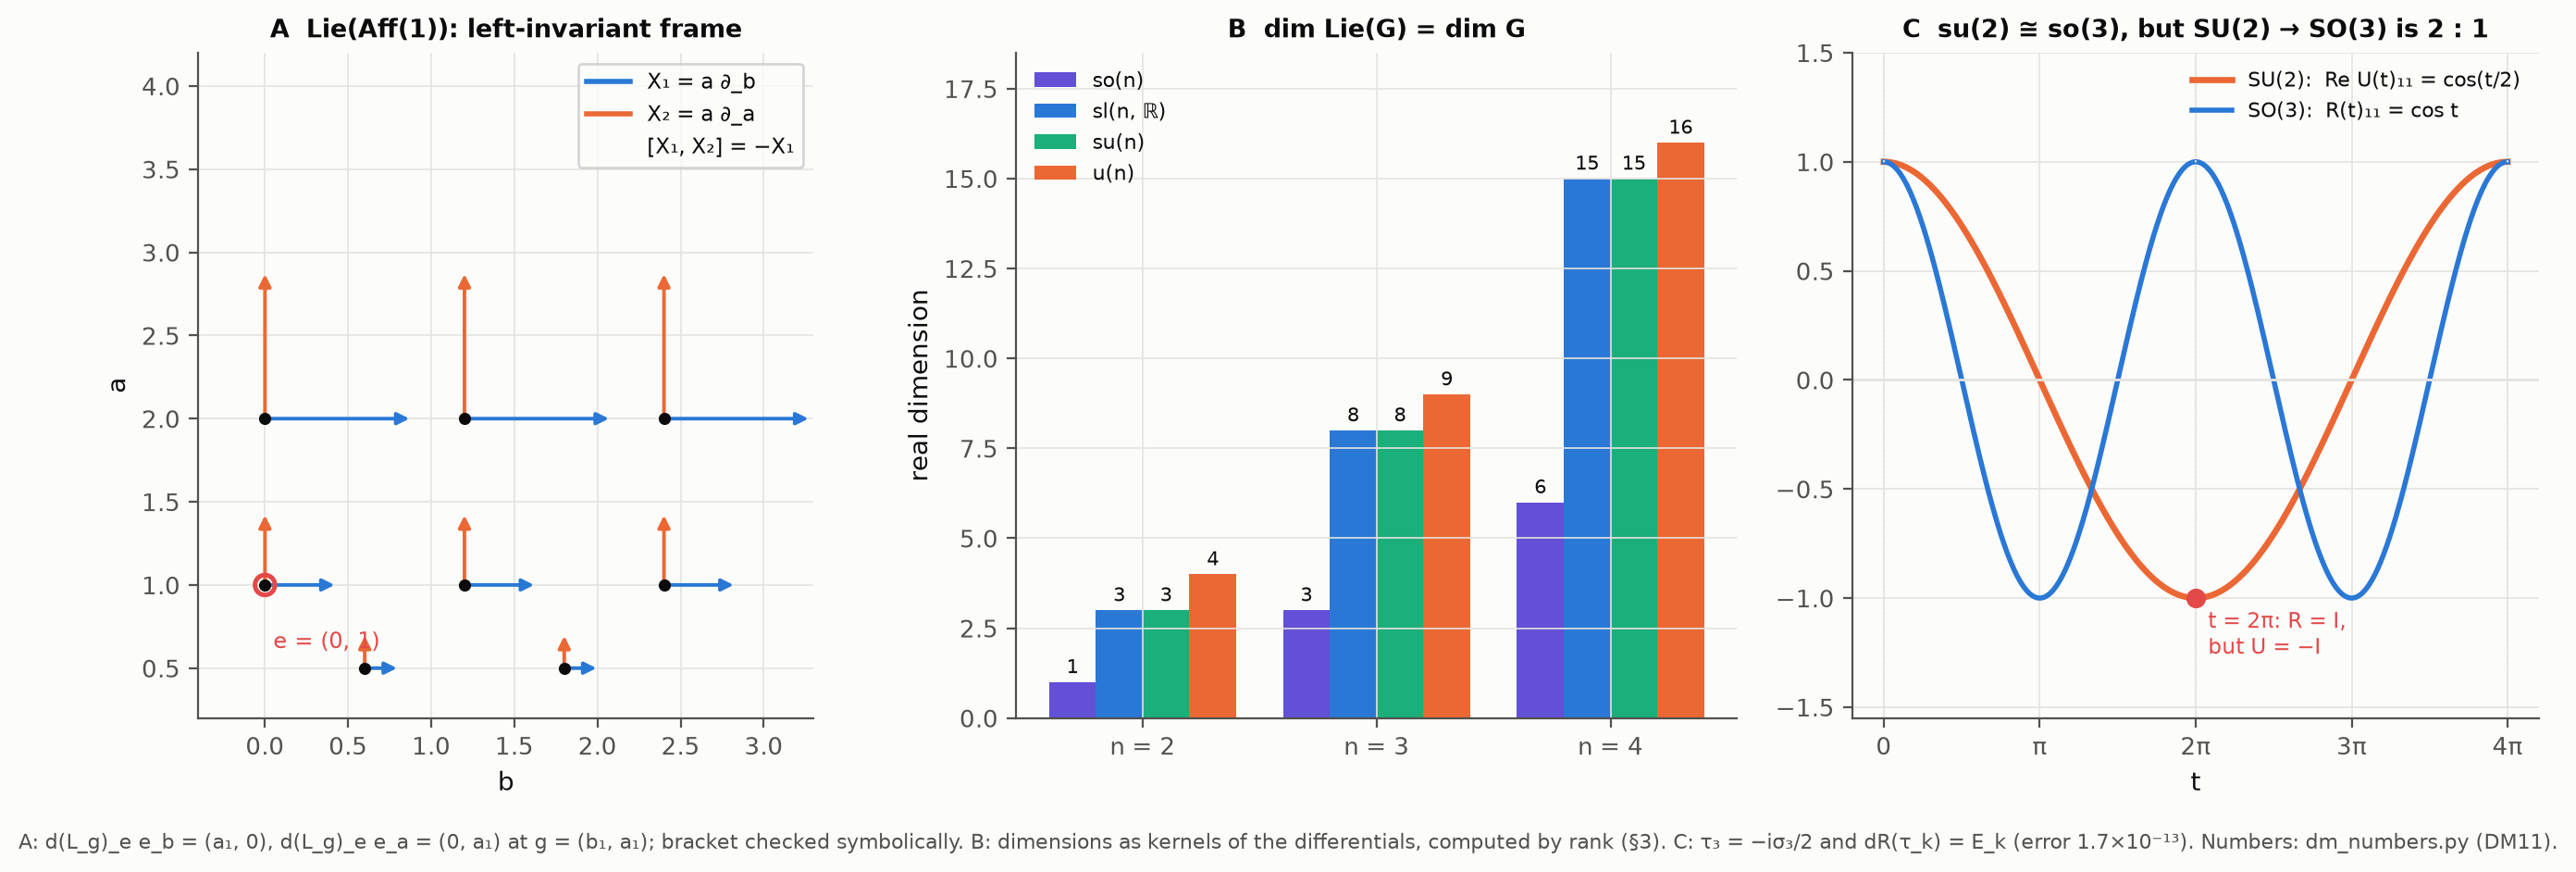 A  Lie(Aff(1)): left-invariant frame
X₁ = a ∂_b
X₂ = a ∂_a
[X₁, X₂] = −X₁
4.0
3.5
3.0
2.5
2.0
1.5
1.0
0.5
a
e = (0, 1)
0.0 0.5 1.0 1.5 2.0 2.5 3.0
b
B  dim Lie(G) = dim G
so(n)
sl(n, ℝ)
su(n)
u(n)
17.5
15.0
12.5
10.0
7.5
5.0
2.5
0.0
real dimension
1 3 3 4
3 8 8 9
6 15 15 16
n = 2 n = 3 n = 4
C  su(2) ≅ so(3), but SU(2) → SO(3) is 2 : 1
SU(2):  Re U(t)₁₁ = cos(t/2)
SO(3):  R(t)₁₁ = cos t
1.5
1.0
0.5
0.0
−0.5
−1.0
−1.5
t = 2π: R = I,
but U = −I
0 π 2π 3π 4π
t
A: d(L_g)_e e_b = (a₁, 0), d(L_g)_e e_a = (0, a₁) at g = (b₁, a₁); bracket checked symbolically. B: dimensions as kernels of the differentials, computed by rank (§3). C: τ₃ = −iσ₃/2 and dR(τ_k) = E_k (error 1.7×10⁻¹³). Numbers: dm_numbers.py (DM11).